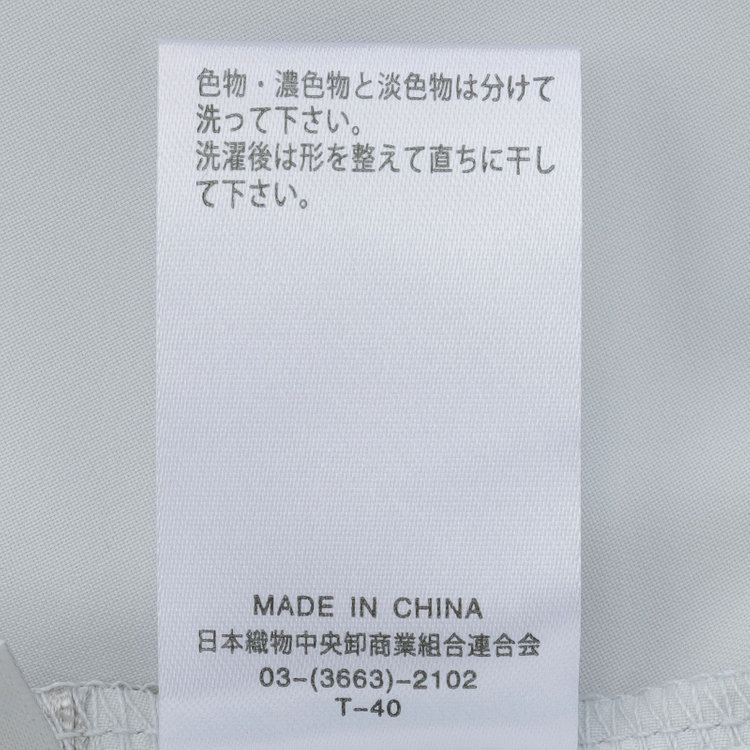 色物・濃色物と淡色物は分けて
洗って下さい。
洗濯後は形を整えて直ちに干し
て下さい。
MADE IN CHINA
日本織物中央卸商業組合連合会
03-(3663)-2102
T-40